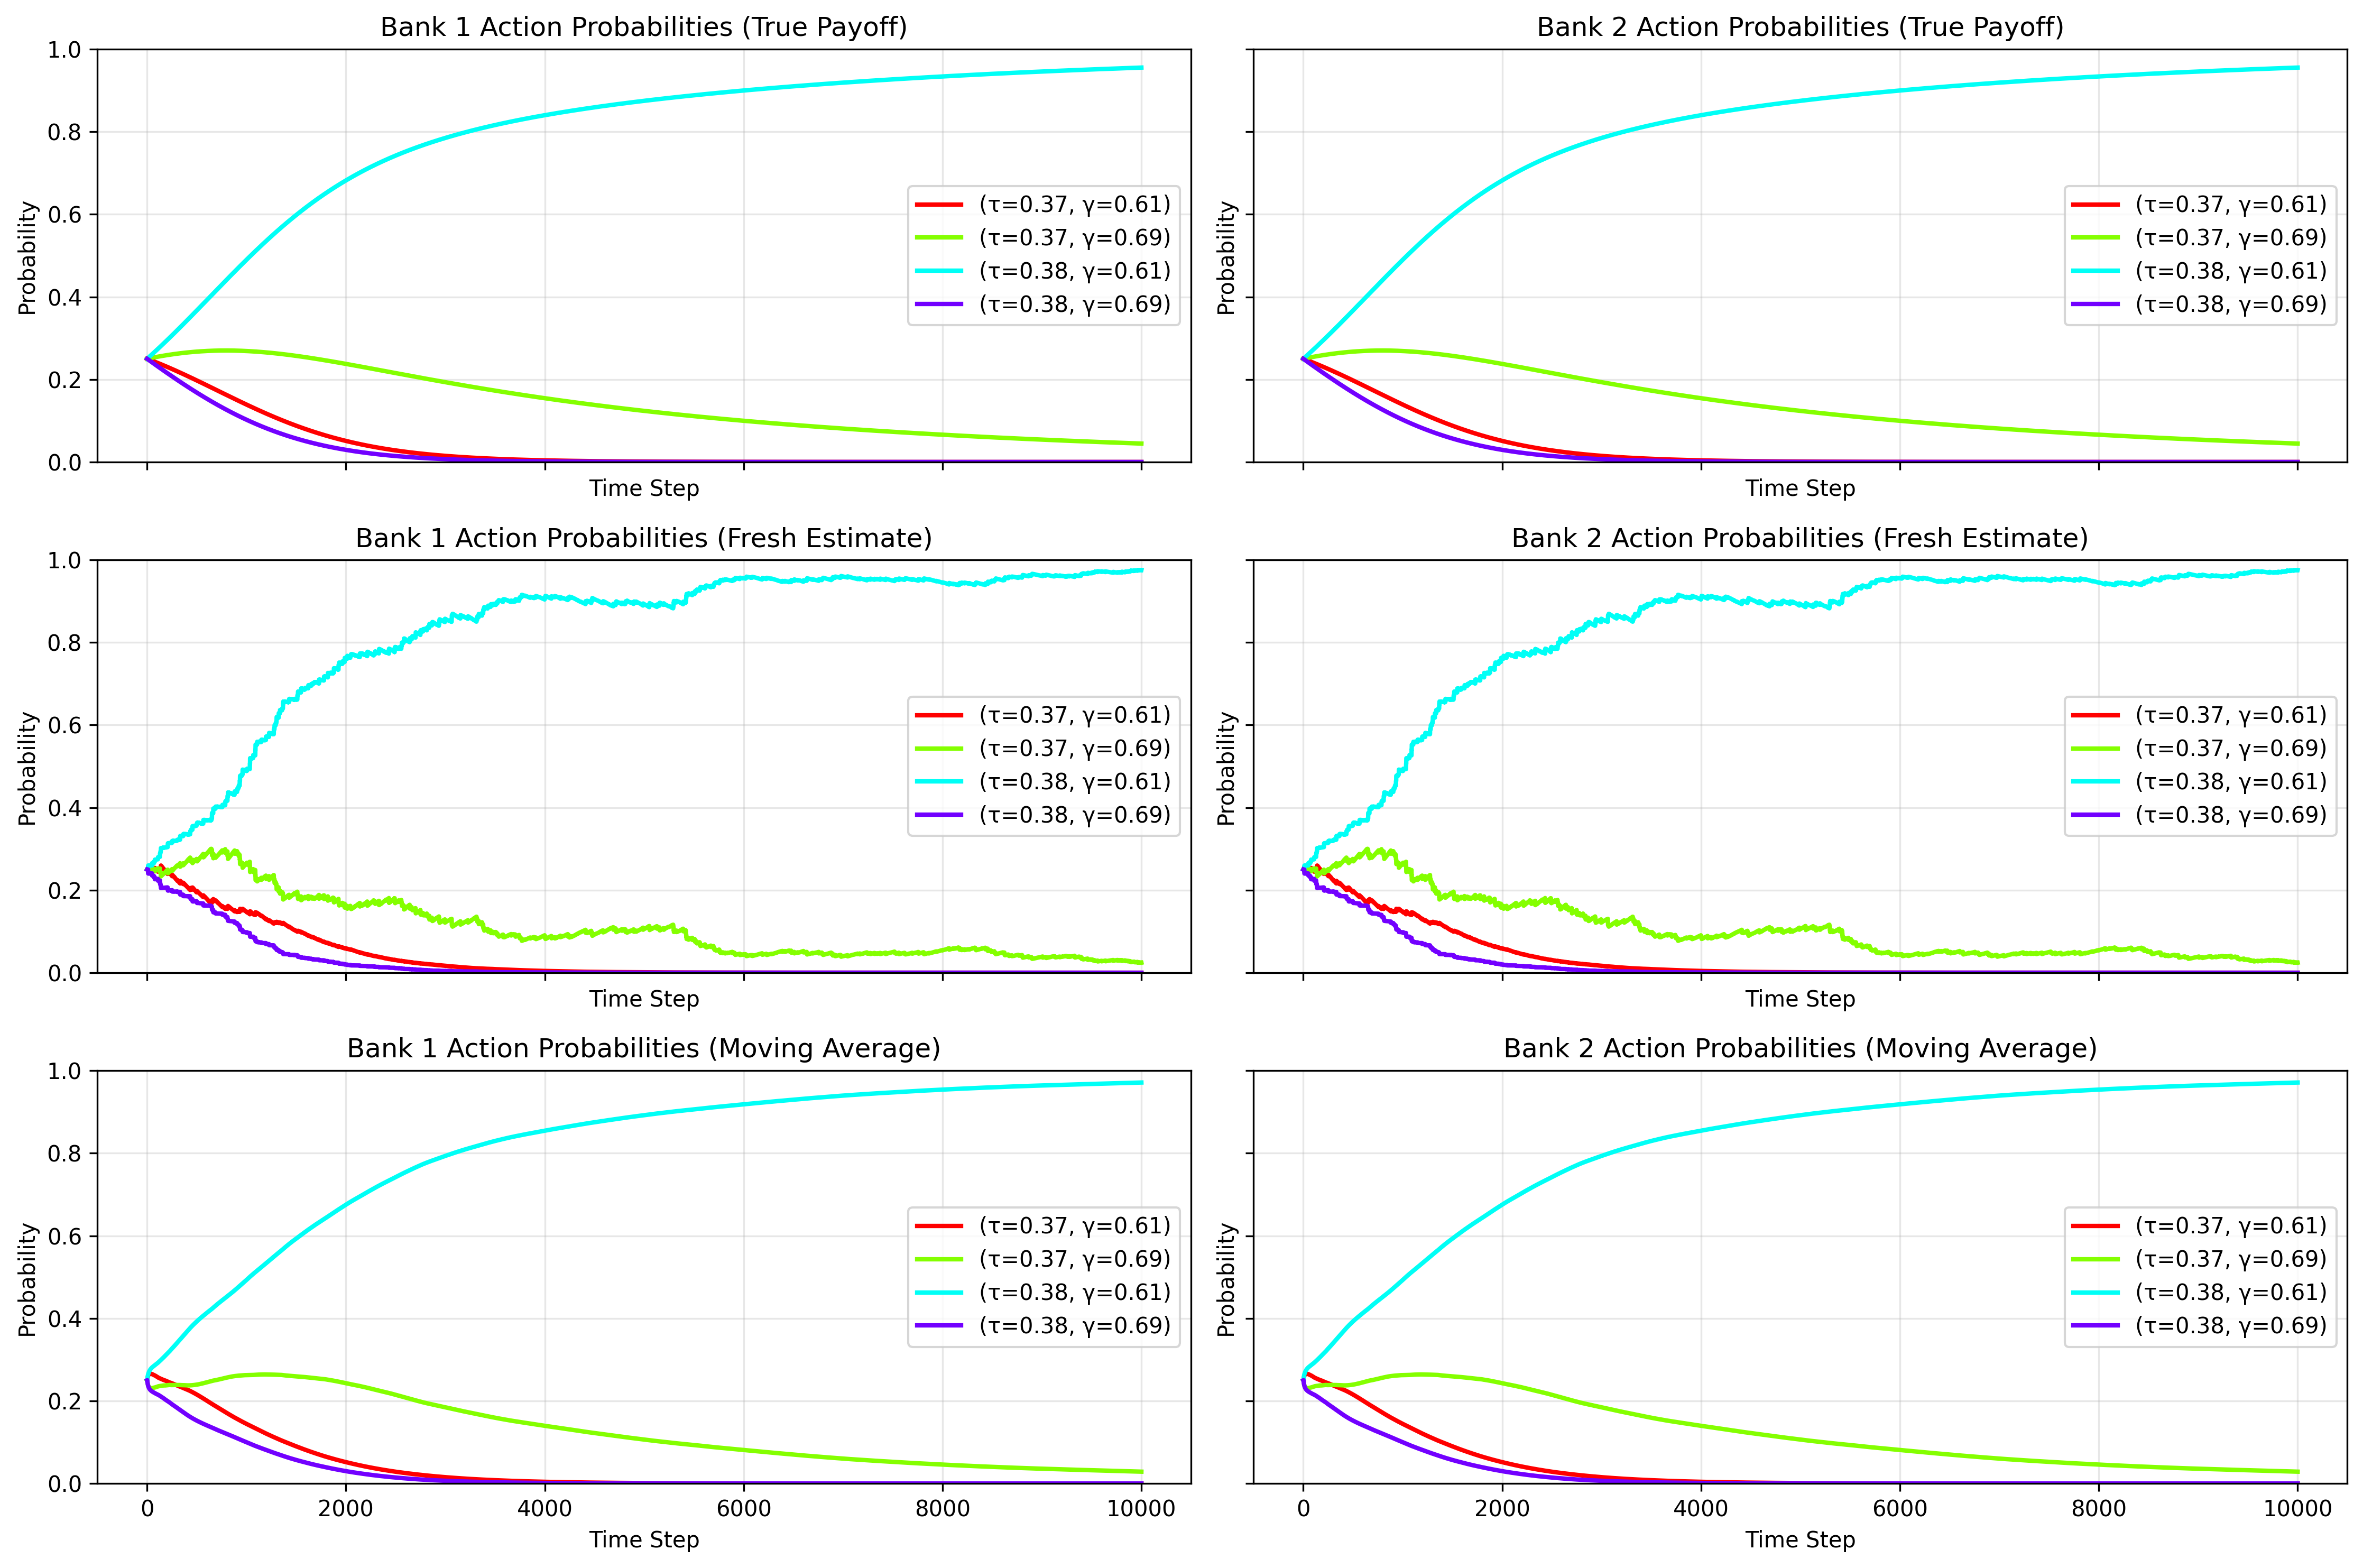 Bank 1 Action Probabilities (True Payoff)
1.0
0.8
0.6
0.4
0.2
0.0
Probability
(τ=0.37, γ=0.61)
(τ=0.37, γ=0.69)
(τ=0.38, γ=0.61)
(τ=0.38, γ=0.69)
Time Step
Bank 2 Action Probabilities (True Payoff)
Probability
(τ=0.37, γ=0.61)
(τ=0.37, γ=0.69)
(τ=0.38, γ=0.61)
(τ=0.38, γ=0.69)
Time Step
Bank 1 Action Probabilities (Fresh Estimate)
1.0
0.8
0.6
0.4
0.2
0.0
Probability
(τ=0.37, γ=0.61)
(τ=0.37, γ=0.69)
(τ=0.38, γ=0.61)
(τ=0.38, γ=0.69)
Time Step
Bank 2 Action Probabilities (Fresh Estimate)
Probability
(τ=0.37, γ=0.61)
(τ=0.37, γ=0.69)
(τ=0.38, γ=0.61)
(τ=0.38, γ=0.69)
Time Step
Bank 1 Action Probabilities (Moving Average)
1.0
0.8
0.6
0.4
0.2
0.0
Probability
(τ=0.37, γ=0.61)
(τ=0.37, γ=0.69)
(τ=0.38, γ=0.61)
(τ=0.38, γ=0.69)
0 2000 4000 6000 8000 10000
Time Step
Bank 2 Action Probabilities (Moving Average)
Probability
(τ=0.37, γ=0.61)
(τ=0.37, γ=0.69)
(τ=0.38, γ=0.61)
(τ=0.38, γ=0.69)
0 2000 4000 6000 8000 10000
Time Step